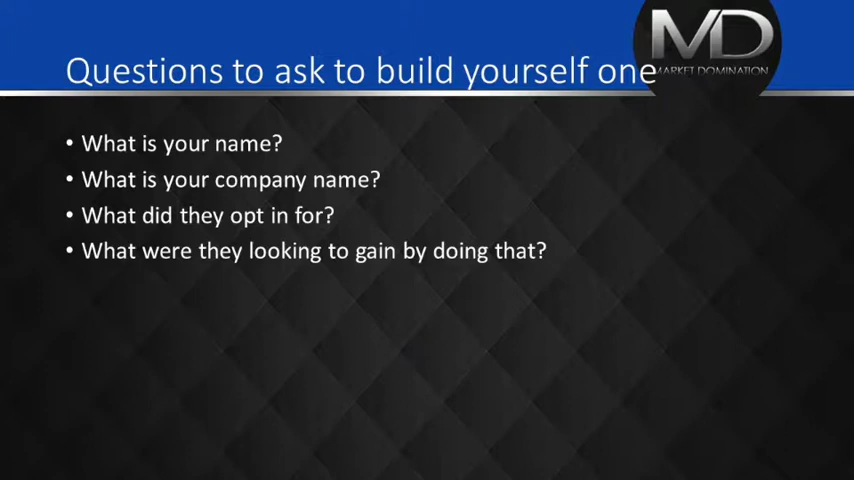 MD
MARKET DOMINATION
Questions to ask to build yourself one
• What is your name?
• What is your company name?
• What did they opt in for?
• What were they looking to gain by doing that?